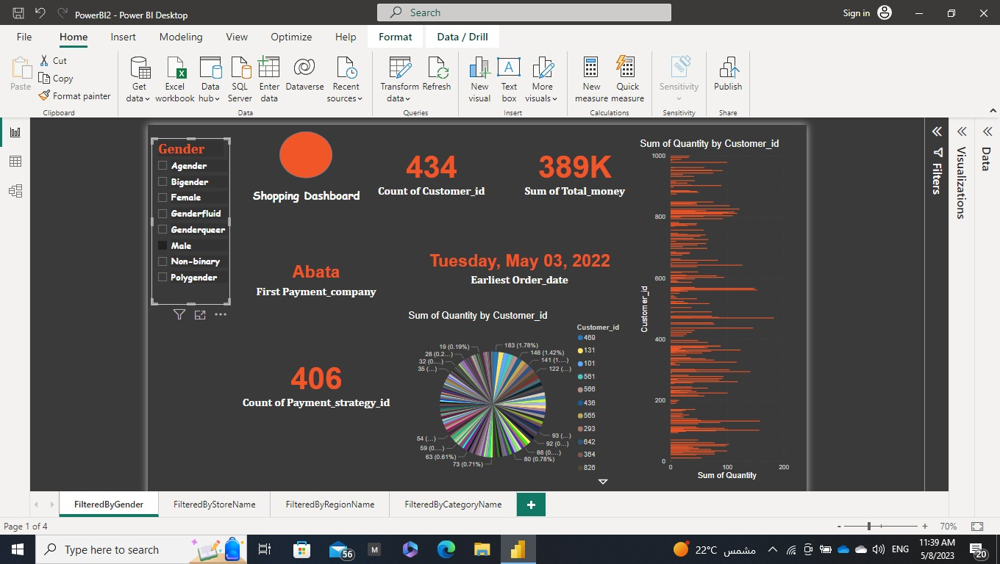 PowerBI2 - Power BI Desktop
Search
Sign in
File Home Insert Modeling View Optimize Help Format Data / Drill
Paste
Cut
Copy
Format painter
Clipboard
Get data
Excel workbook
Data hub
SQL Server
Enter data
Dataverse
Recent sources
Data
Transform data
Refresh
Queries
New visual
Text box
More visuals
Insert
New measure
Quick measure
Calculations
Sensitivity
Sensitivity
Publish
Share
Gender
Agender
Bigender
Female
Genderfluid
Genderqueer
Male
Non-binary
Polygender
Shopping Dashboard
434
Count of Customer_id
389K
Sum of Total_money
Abata
First Payment_company
Tuesday, May 03, 2022
Earliest Order_date
406
Count of Payment_strategy_id
Sum of Quantity by Customer_id
183 (1.78%)
146 (1.42%)
141 (1....)
122 (...)
93 (...)
92 (0...)
86 (0....)
80 (0.78%)
73 (0.71%)
63 (0.61%)
59 (0....)
54 (...)
35 (...)
32 (0....)
28 (0.2...)
19 (0.19%)
Customer_id
469
131
101
561
566
436
565
293
642
364
826
Sum of Quantity by Customer_id
1000
800
600
400
200
0
Customer_id
0 100 200
Sum of Quantity
Filters
Visualizations
Data
FilteredByGender FilteredByStoreName FilteredByRegionName FilteredByCategoryName
Page 1 of 4
- + 70%
Type here to search
56
M
22°C مشمس
ENG
11:39 AM
5/8/2023
20